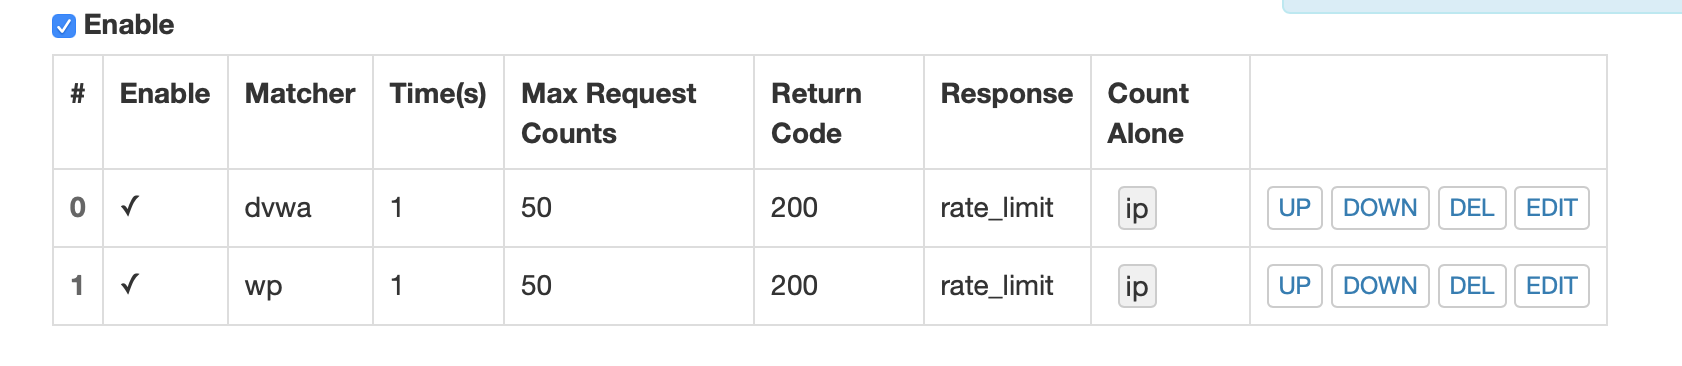 Enable
# Enable Matcher Time(s) Max Request Counts Return Code Response Count Alone
0 ✓ dvwa 1 50 200 rate_limit ip UP DOWN DEL EDIT
1 ✓ wp 1 50 200 rate_limit ip UP DOWN DEL EDIT